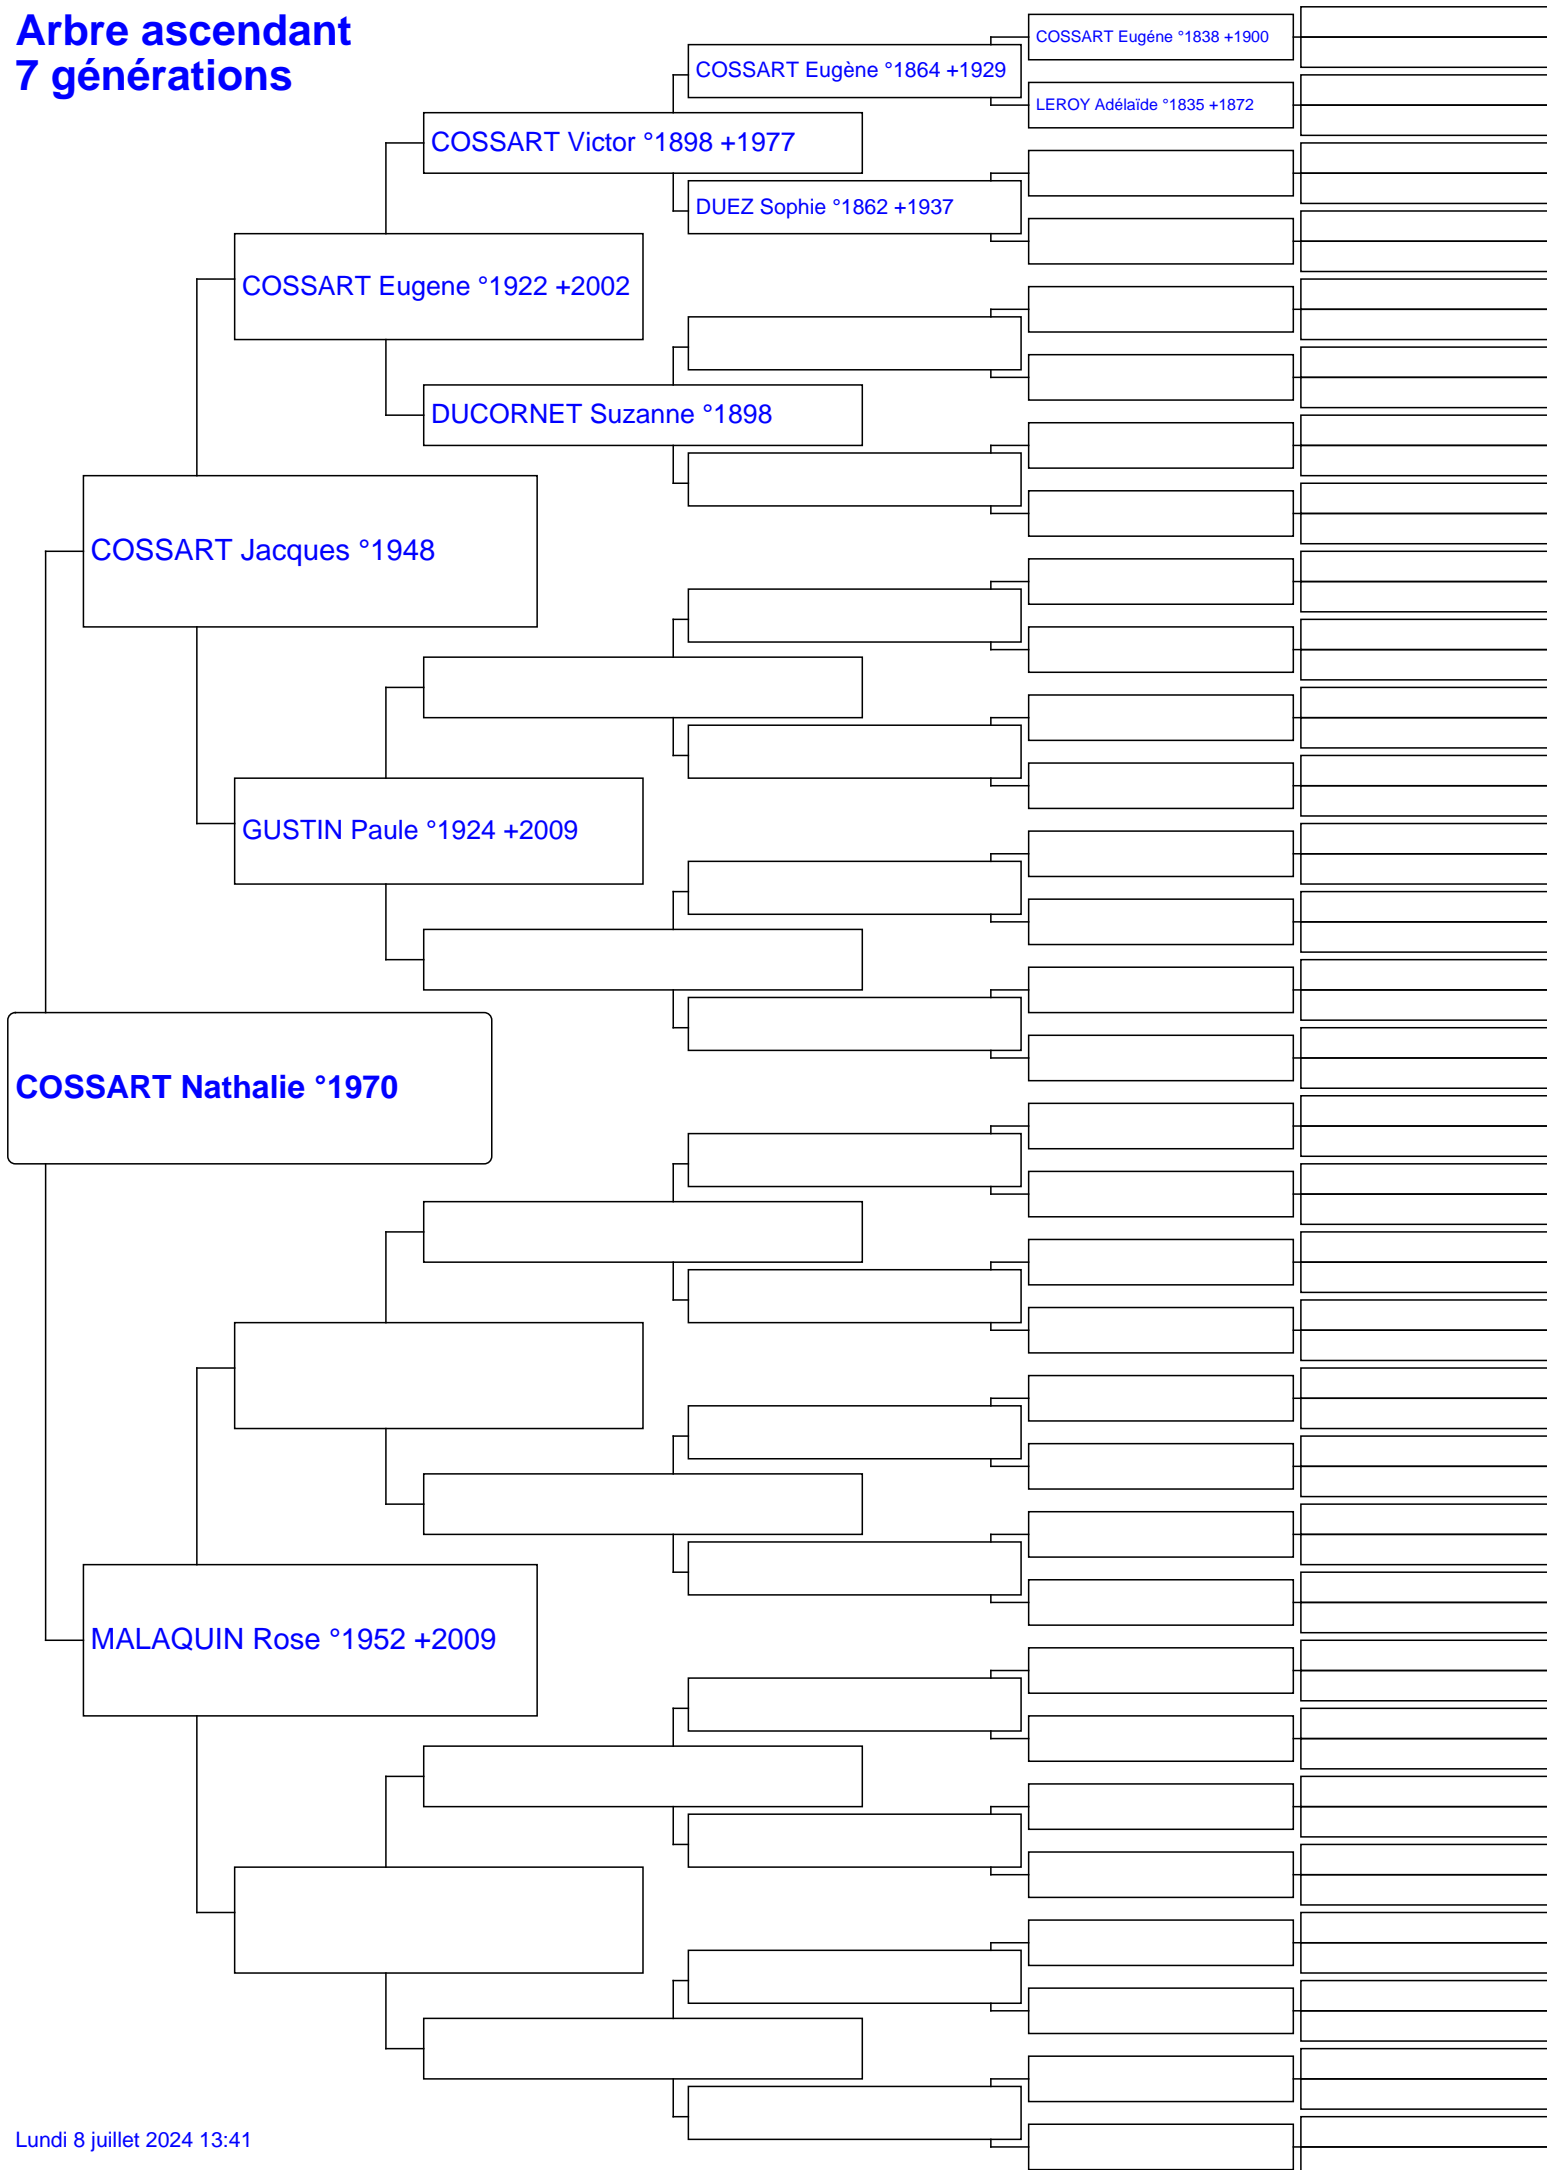 Arbre ascendant
7 générations
COSSART Eugéne °1838 +1900
COSSART Eugène °1864 +1929
LEROY Adélaïde °1835 +1872
COSSART Victor °1898 +1977
DUEZ Sophie °1862 +1937
COSSART Eugene °1922 +2002
DUCORNET Suzanne °1898
COSSART Jacques °1948
GUSTIN Paule °1924 +2009
COSSART Nathalie °1970
MALAQUIN Rose °1952 +2009
Lundi 8 juillet 2024 13:41